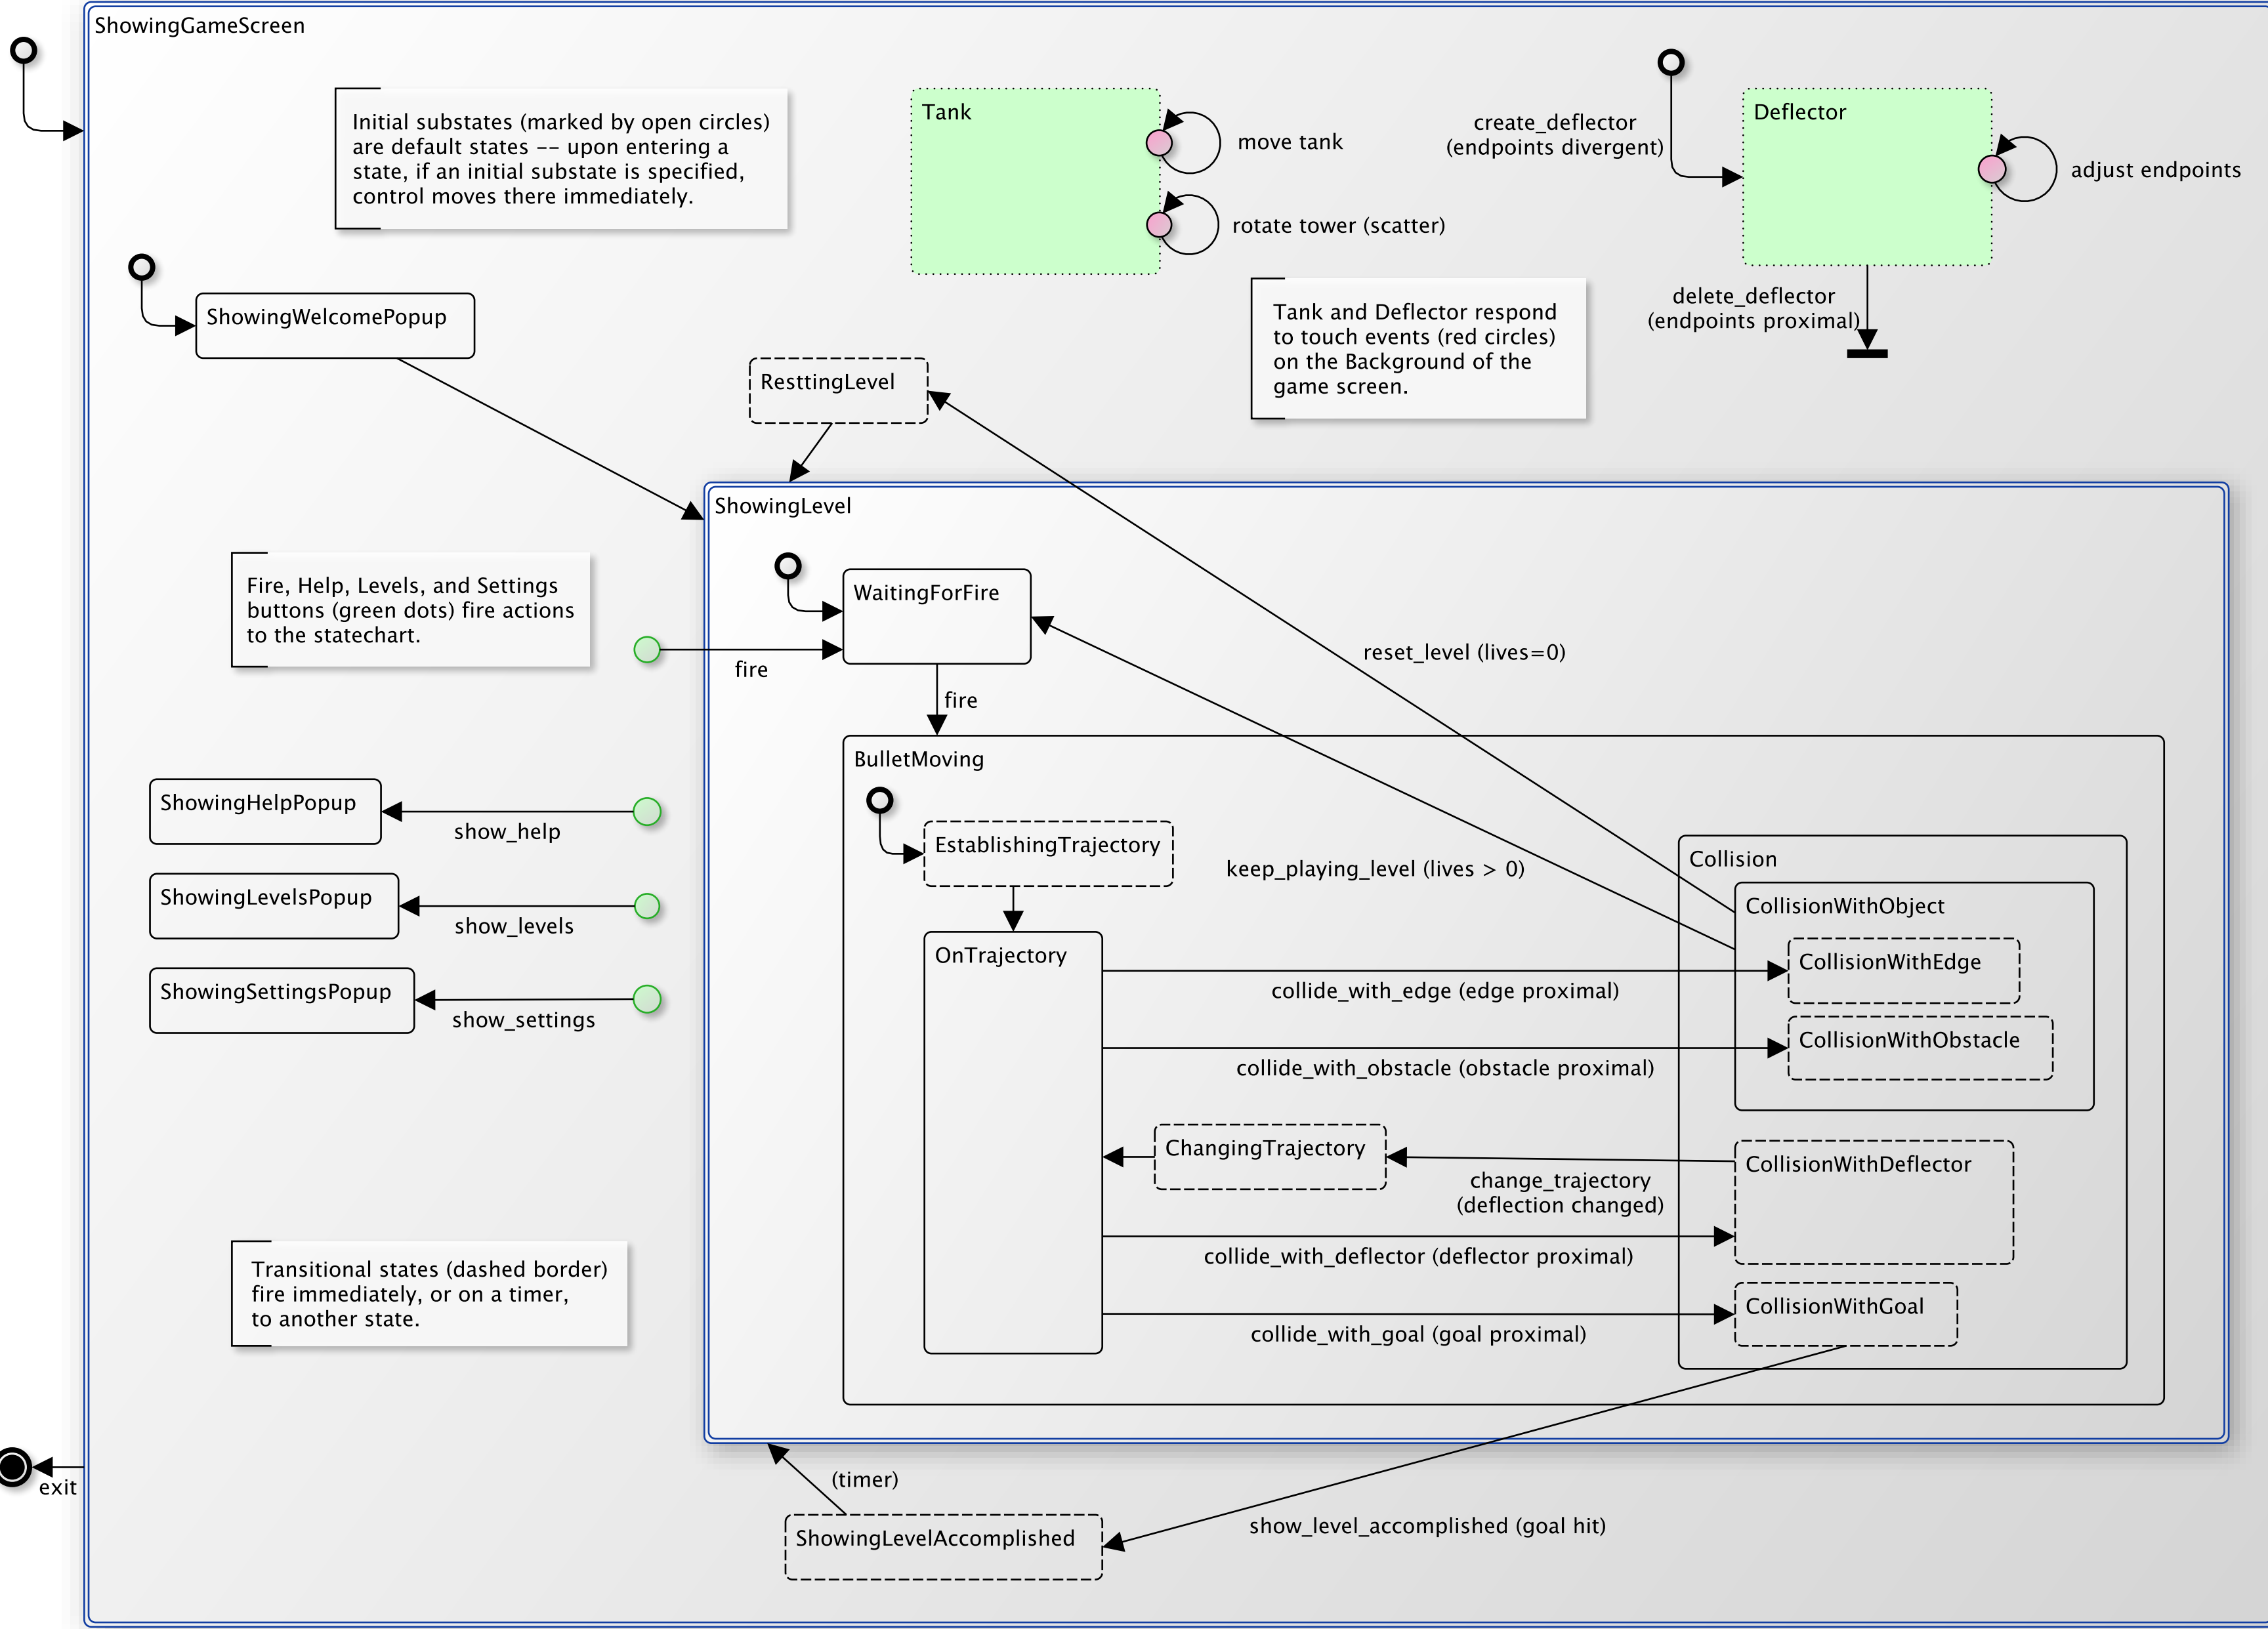 ShowingGameScreen
Initial substates (marked by open circles)
are default states -- upon entering a
state, if an initial substate is specified,
control moves there immediately.
Tank
move tank
rotate tower (scatter)
create_deflector
(endpoints divergent)
Deflector
adjust endpoints
delete_deflector
(endpoints proximal)
Tank and Deflector respond
to touch events (red circles)
on the Background of the
game screen.
ShowingWelcomePopup
ResttingLevel
ShowingLevel
Fire, Help, Levels, and Settings
buttons (green dots) fire actions
to the statechart.
WaitingForFire
fire
fire
reset_level (lives=0)
BulletMoving
ShowingHelpPopup
show_help
EstablishingTrajectory
keep_playing_level (lives > 0)
Collision
ShowingLevelsPopup
show_levels
CollisionWithObject
OnTrajectory
CollisionWithEdge
collide_with_edge (edge proximal)
ShowingSettingsPopup
show_settings
CollisionWithObstacle
collide_with_obstacle (obstacle proximal)
ChangingTrajectory
change_trajectory
(deflection changed)
CollisionWithDeflector
collide_with_deflector (deflector proximal)
Transitional states (dashed border)
fire immediately, or on a timer,
to another state.
CollisionWithGoal
collide_with_goal (goal proximal)
exit
(timer)
show_level_accomplished (goal hit)
ShowingLevelAccomplished